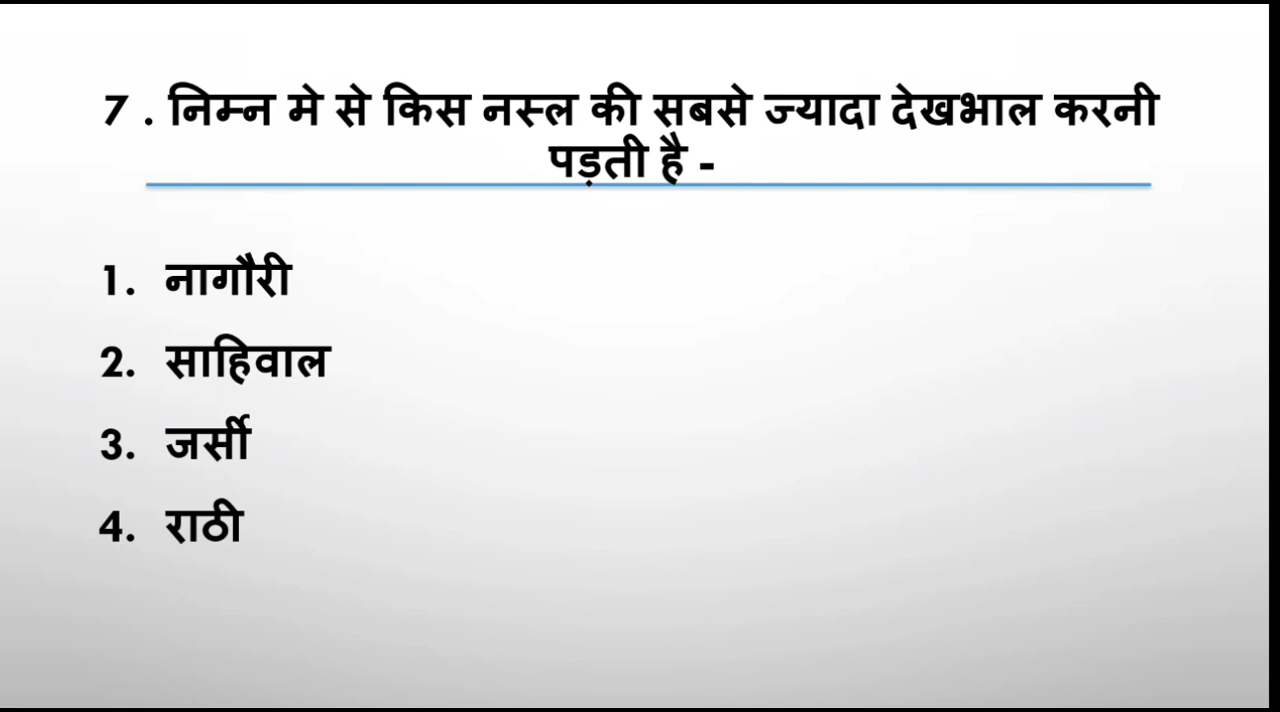 7 . निम्न मे से किस नस्ल की सबसे ज्यादा देखभाल करनी
पड़ती है -
1. नागौरी
2. साहिवाल
3. जर्सी
4. राठी